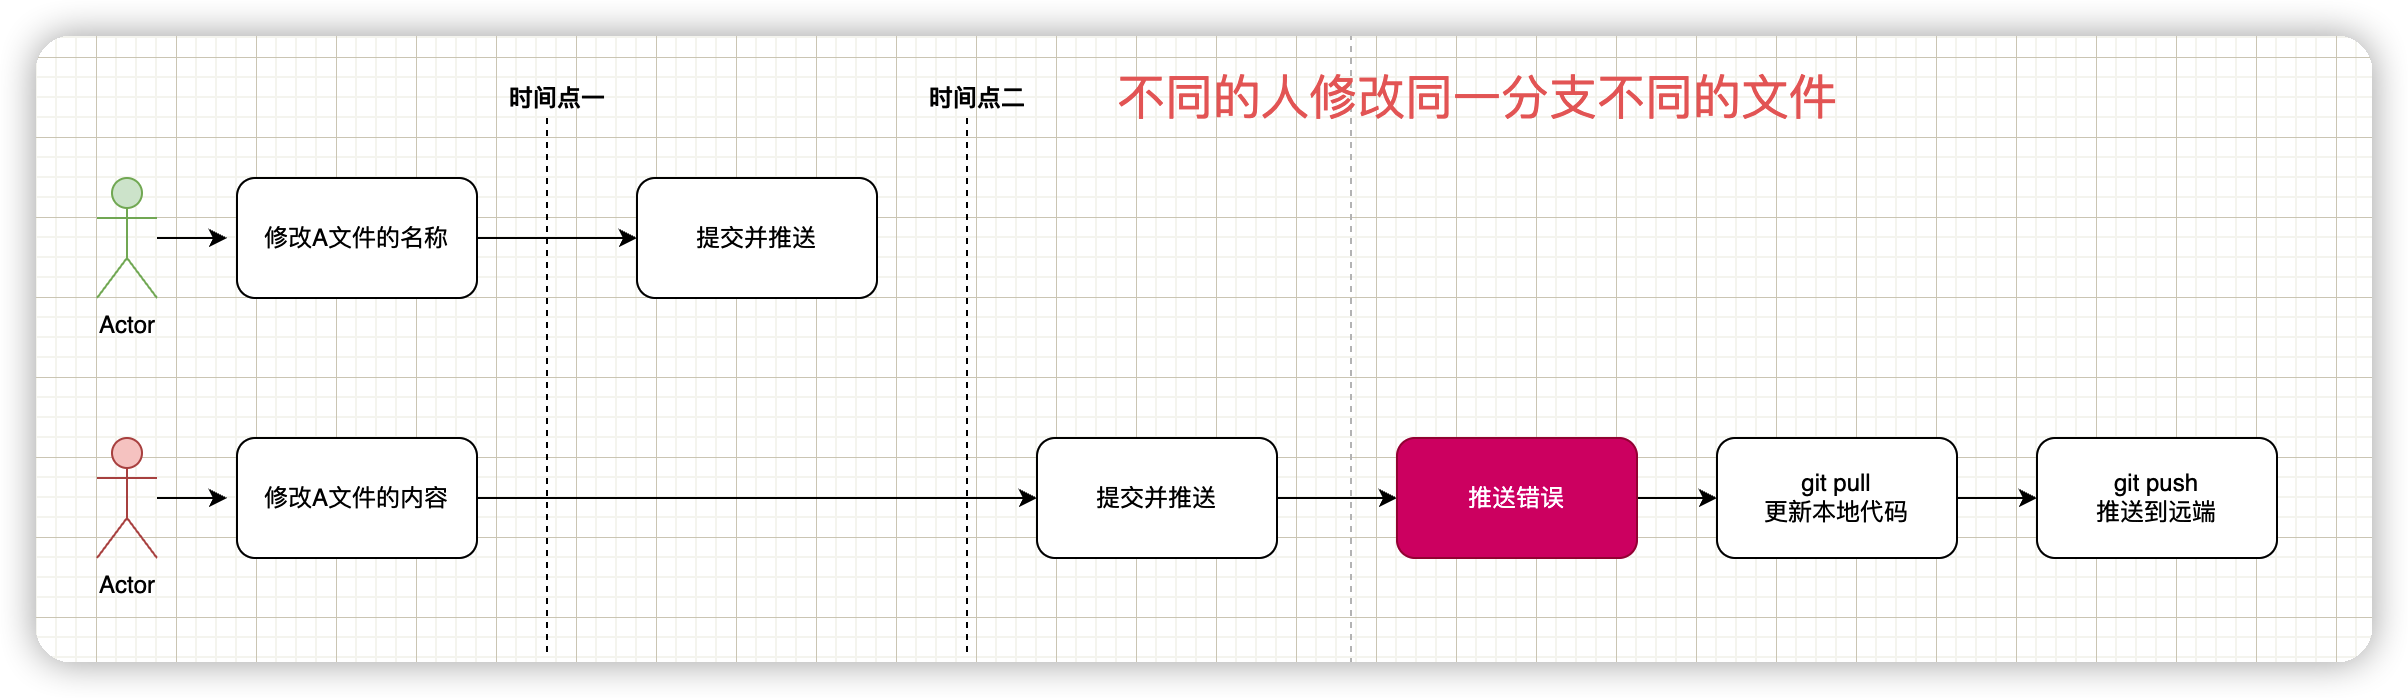 时间点一
时间点二
不同的人修改同一分支不同的文件
修改A文件的名称
提交并推送
Actor
修改A文件的内容
提交并推送
推送错误
git pull
更新本地代码
git push
推送到远端
Actor